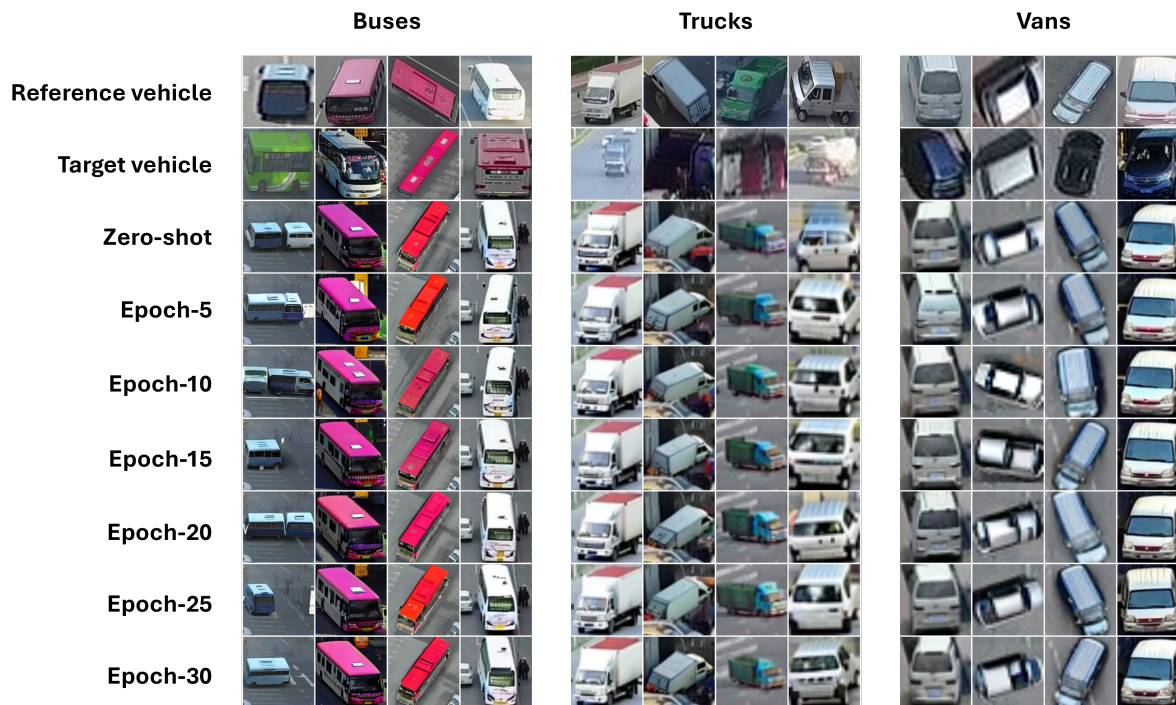 Buses Trucks Vans
Reference vehicle
Target vehicle
Zero-shot
Epoch-5
Epoch-10
Epoch-15
Epoch-20
Epoch-25
Epoch-30